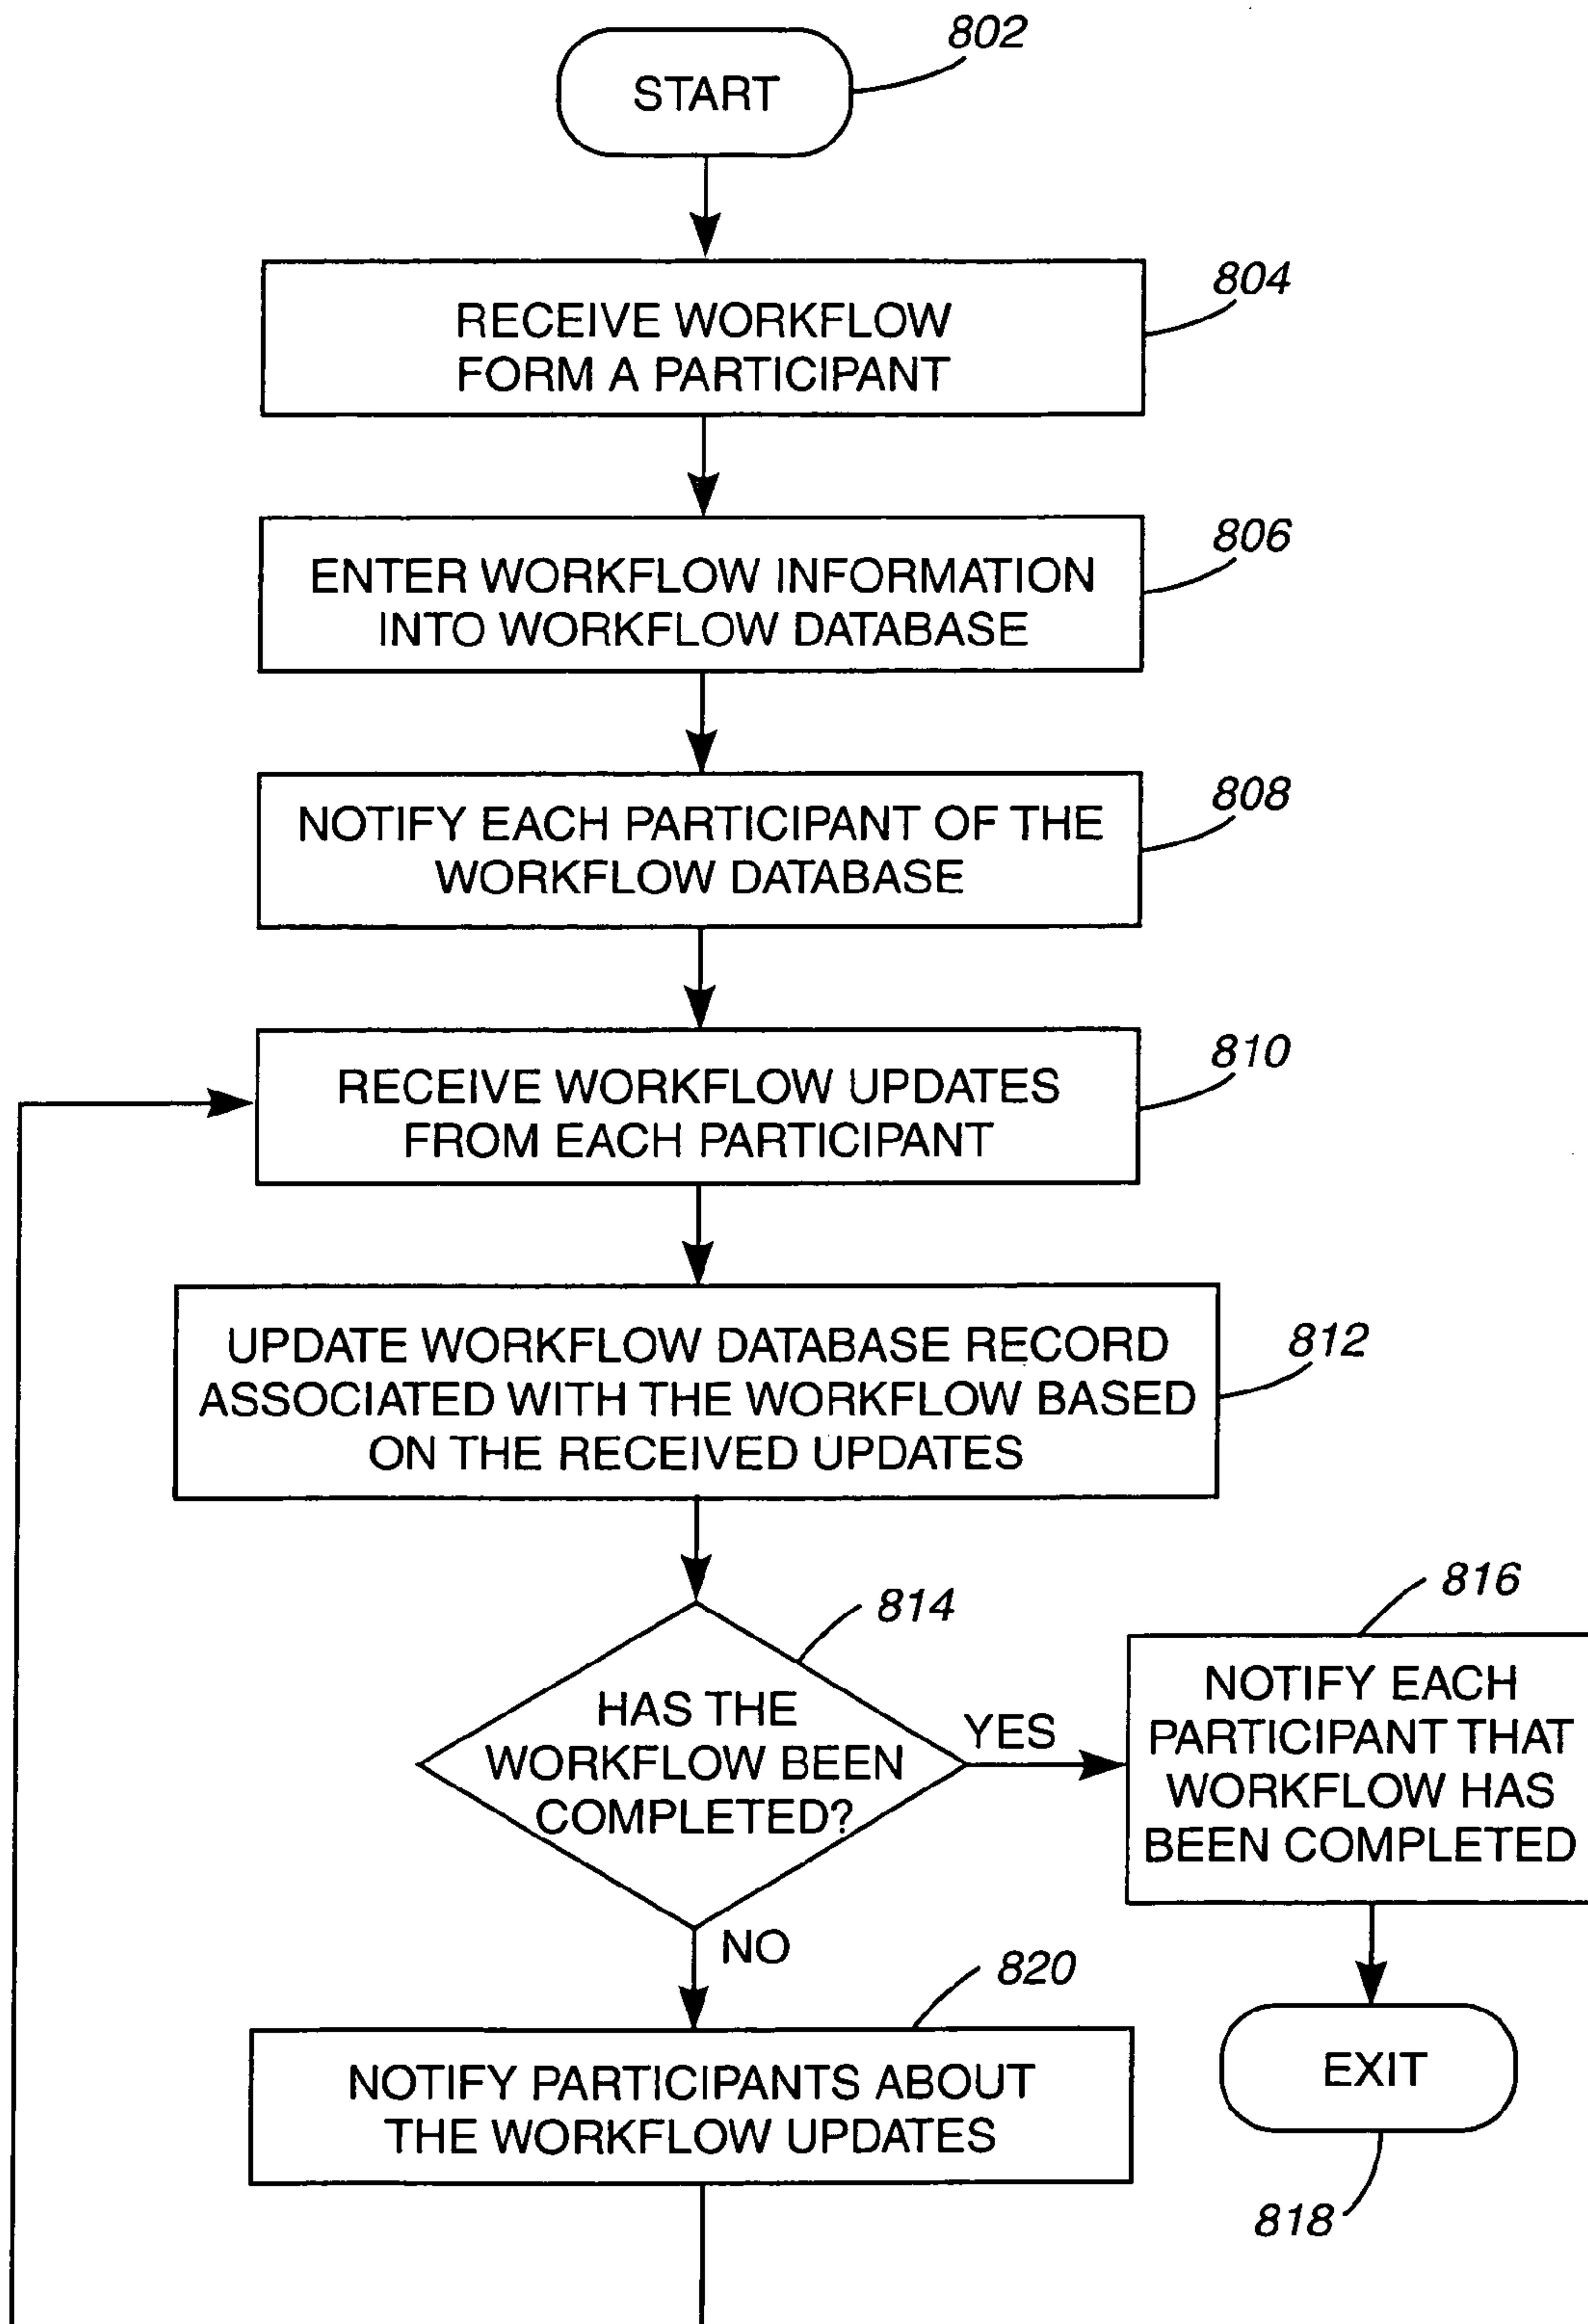 802
START
804
RECEIVE WORKFLOW
FORM A PARTICIPANT
806
ENTER WORKFLOW INFORMATION
INTO WORKFLOW DATABASE
808
NOTIFY EACH PARTICIPANT OF THE
WORKFLOW DATABASE
810
RECEIVE WORKFLOW UPDATES
FROM EACH PARTICIPANT
812
UPDATE WORKFLOW DATABASE RECORD
ASSOCIATED WITH THE WORKFLOW BASED
ON THE RECEIVED UPDATES
814
HAS THE
WORKFLOW BEEN
COMPLETED?
YES
816
NOTIFY EACH
PARTICIPANT THAT
WORKFLOW HAS
BEEN COMPLETED
NO
820
NOTIFY PARTICIPANTS ABOUT
THE WORKFLOW UPDATES
EXIT
818